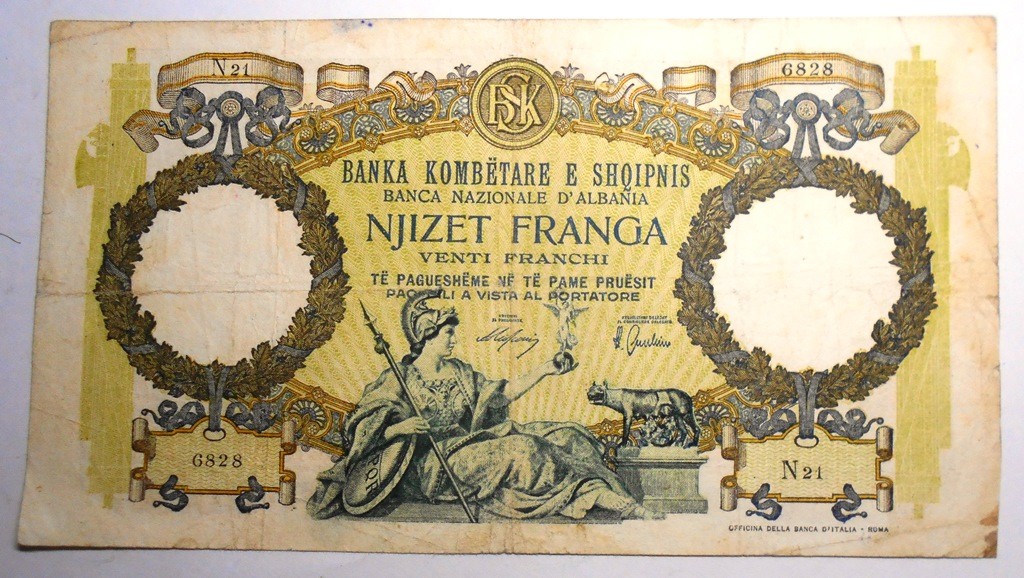 N21
6828
BSK
BANKA KOMBËTARE E SHQIPNIS
BANCA NAZIONALE D'ALBANIA
NJIZET FRANGA
VENTI FRANCHI
TË PAGUESHËME NË TË PAME PRUËSIT
PAGABILI A VISTA AL PORTATORE
6828
N21
OFFICINA DELLA BANCA D'ITALIA - ROMA